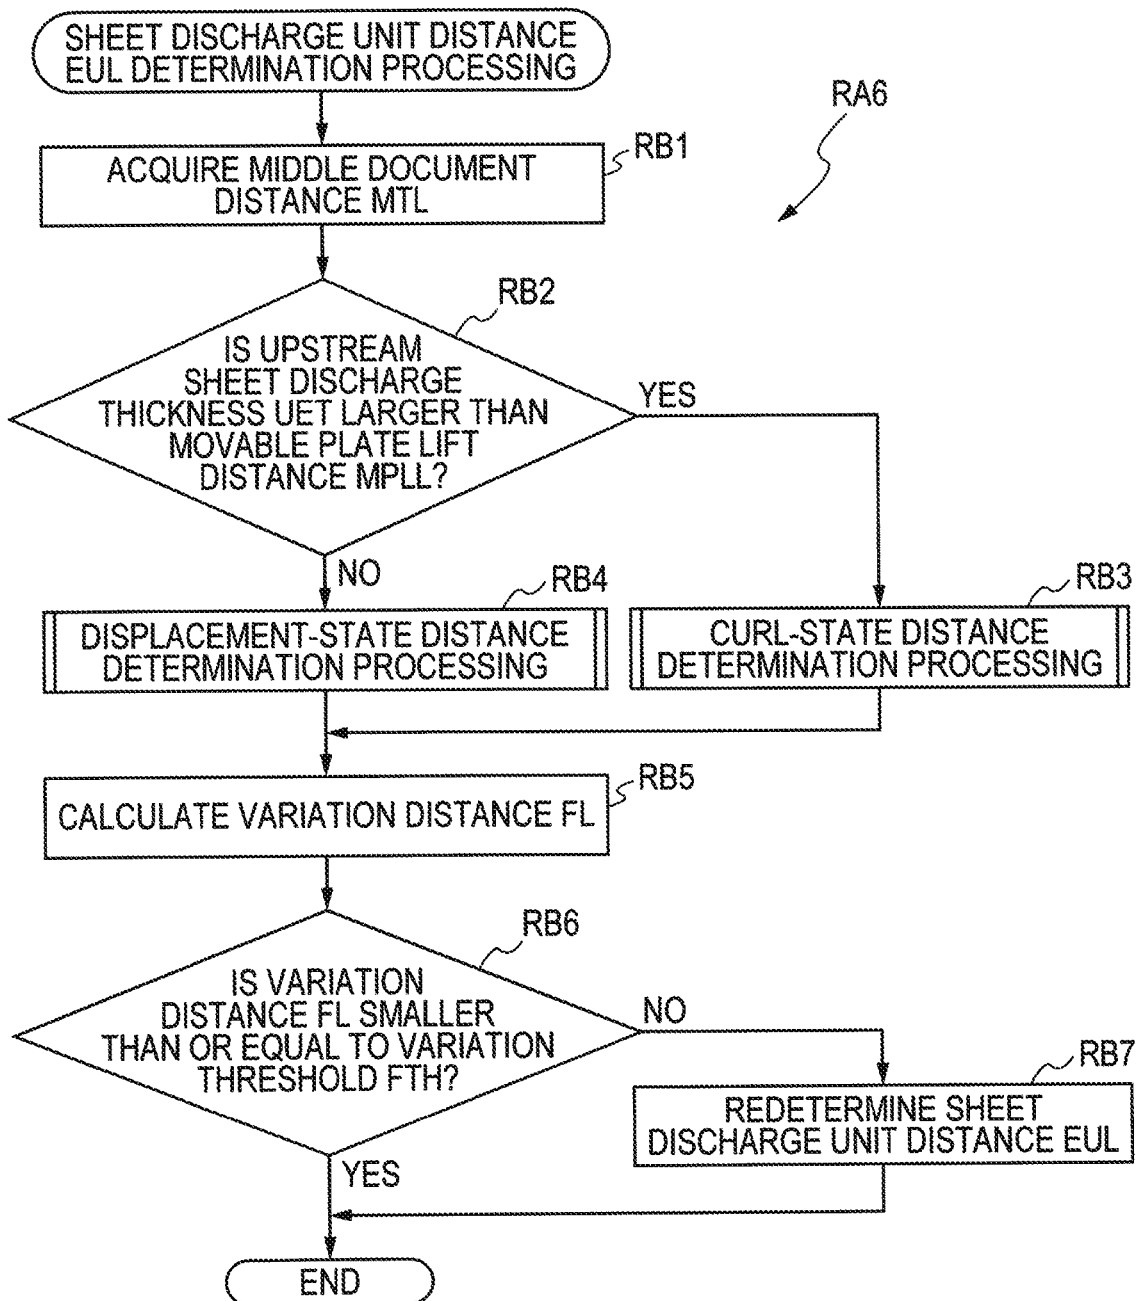 SHEET DISCHARGE UNIT DISTANCE
EUL DETERMINATION PROCESSING
RA6
RB1
ACQUIRE MIDDLE DOCUMENT
DISTANCE MTL
RB2
IS UPSTREAM
SHEET DISCHARGE
THICKNESS UET LARGER THAN
MOVABLE PLATE LIFT
DISTANCE MPLL?
YES
NO
RB4
DISPLACEMENT-STATE DISTANCE
DETERMINATION PROCESSING
RB3
CURL-STATE DISTANCE
DETERMINATION PROCESSING
RB5
CALCULATE VARIATION DISTANCE FL
RB6
IS VARIATION
DISTANCE FL SMALLER
THAN OR EQUAL TO VARIATION
THRESHOLD FTH?
NO
RB7
REDETERMINE SHEET
DISCHARGE UNIT DISTANCE EUL
YES
END